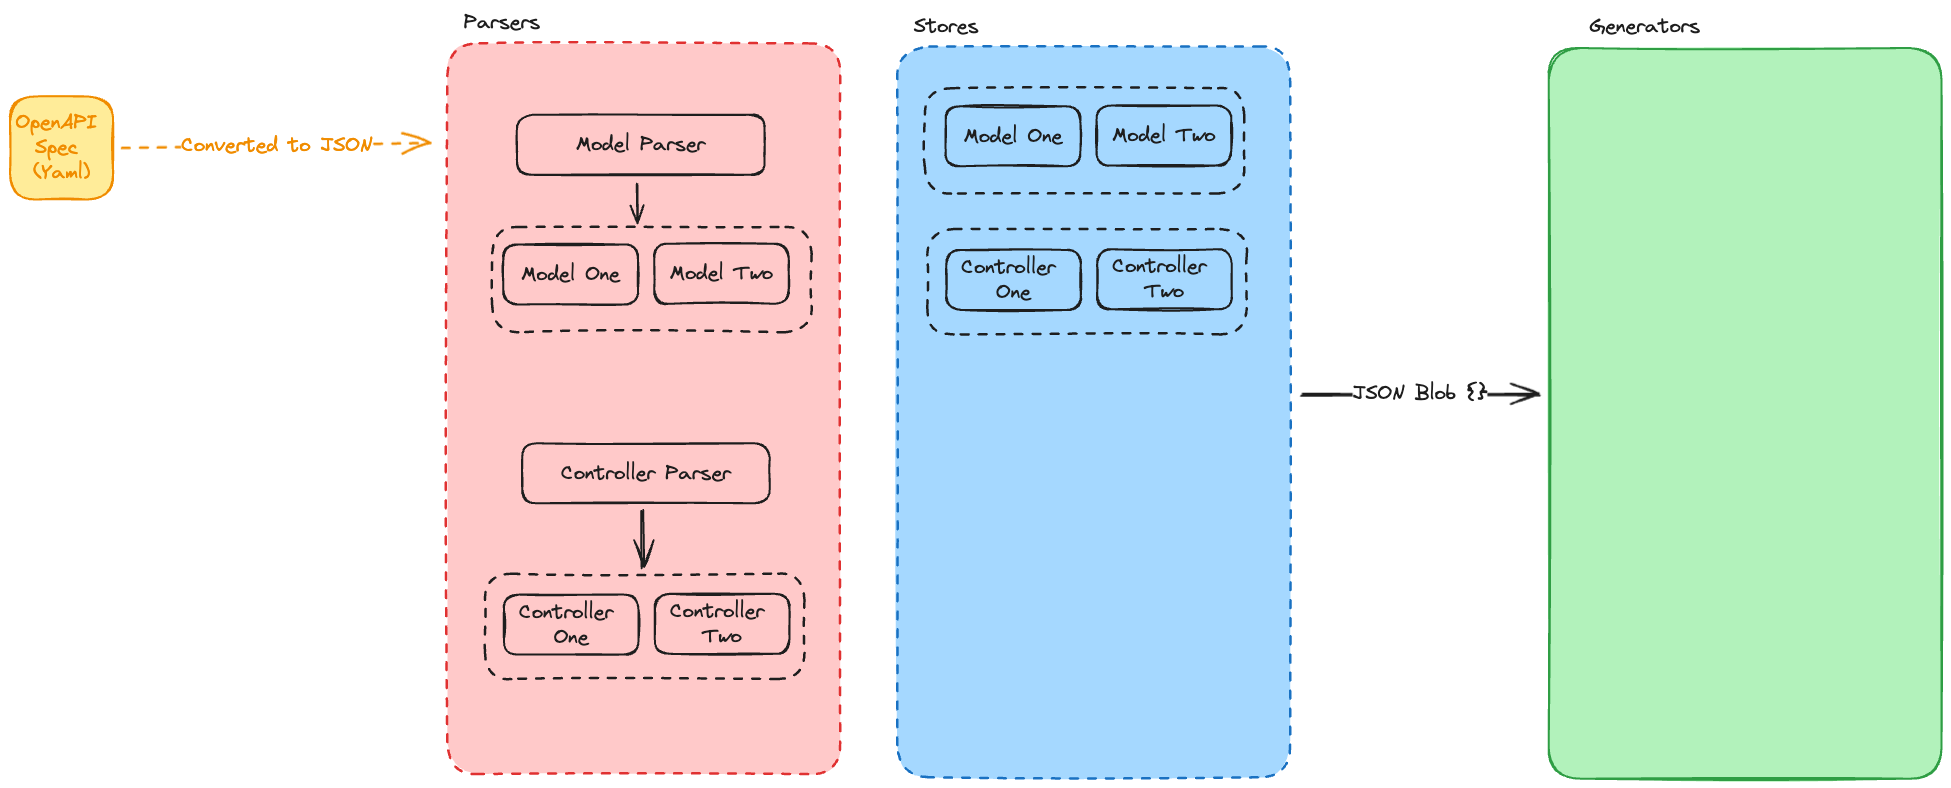 Parsers
Stores
Generators
OpenAPI
Spec
(Yaml)
Converted to JSON
Model Parser
Model One
Model Two
Controller Parser
Controller
One
Controller
Two
Model One
Model Two
Controller
One
Controller
Two
JSON Blob {}